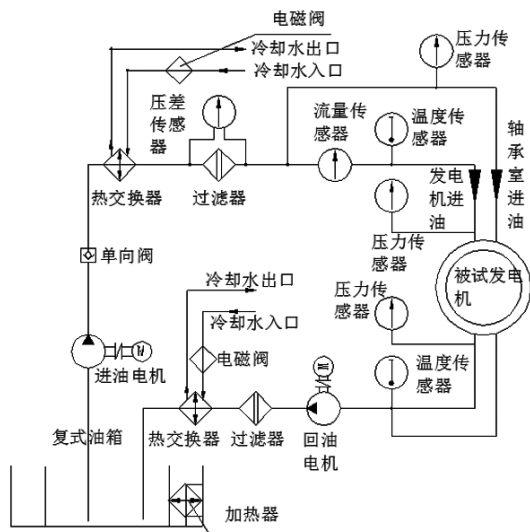 电磁阀
冷却水出口
冷却水入口
压力传
感器
压差
传感
器
流量传
感器
温度传
感器
轴承室进油
热交换器
过滤器
发电
机进
油
压力传
感器
单向阀
冷却水出口
冷却水入口
压力传
感器
被试发电
机
电磁阀
进油电机
M
M
温度传
感器
复式油箱
热交换器
过滤器
回油
电机
加热器